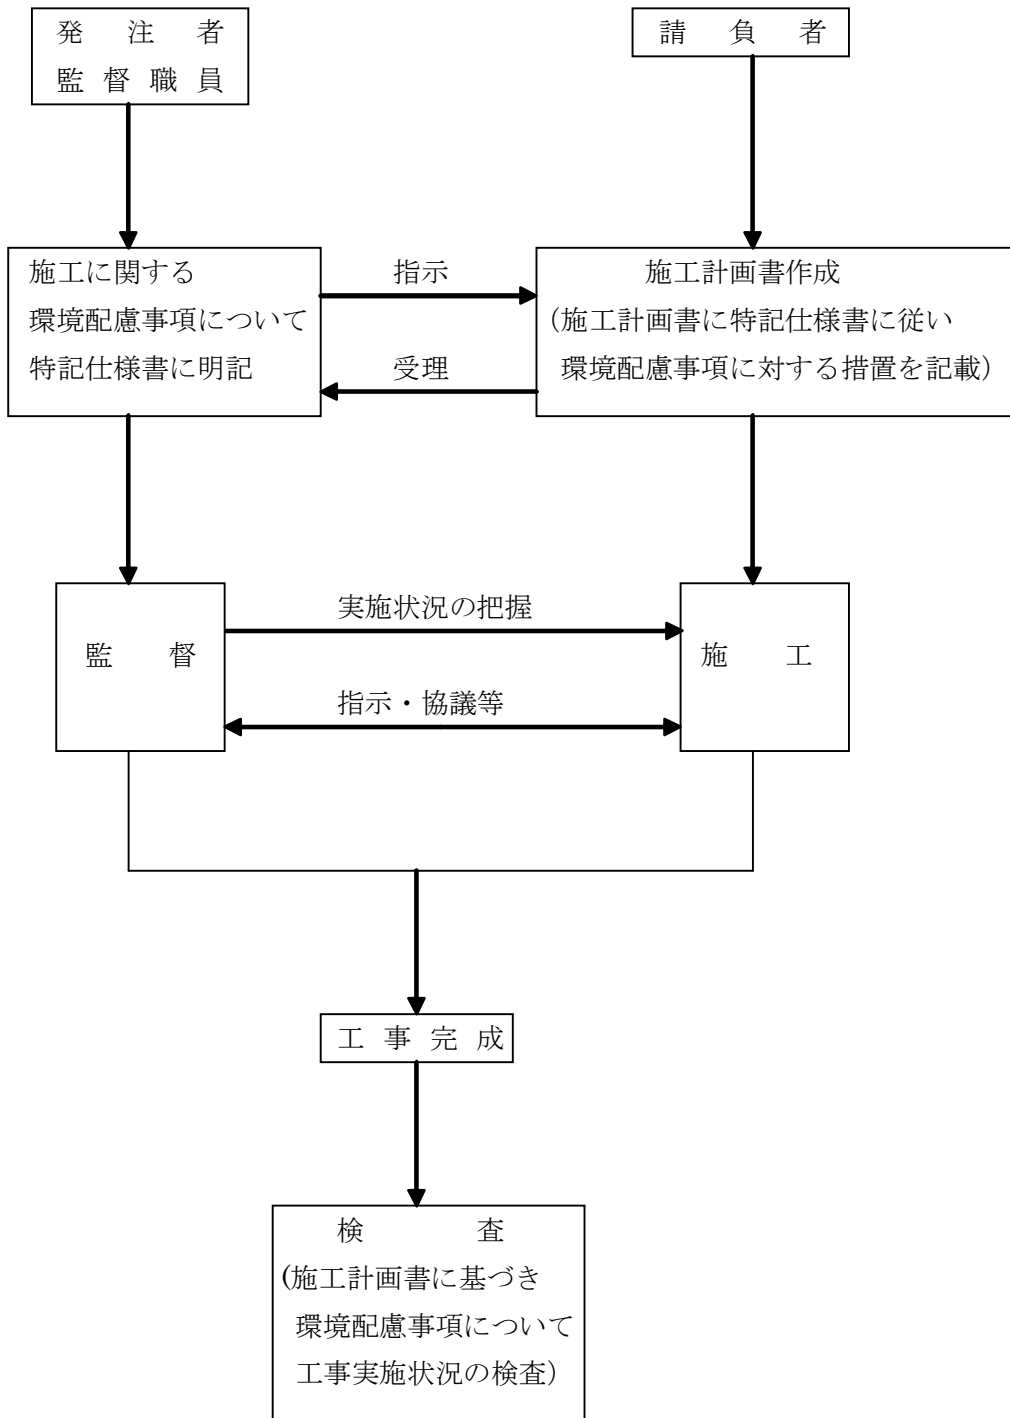 発注者
監督職員
請負者
施工に関する
環境配慮事項について
特記仕様書に明記
指示
受理
施工計画書作成
(施工計画書に特記仕様書に従い
環境配慮事項に対する措置を記載)
監督
実施状況の把握
指示・協議等
施工
工事完成
検査
(施工計画書に基づき
環境配慮事項について
工事実施状況の検査)